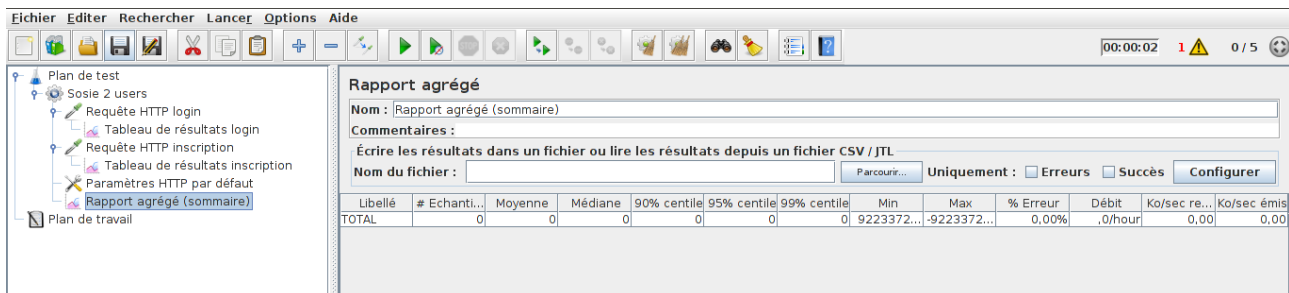 Fichier Editer Rechercher Lancer Options Aide
00:00:02 1 0 / 5
Plan de test
Sosie 2 users
Requête HTTP login
Tableau de résultats login
Requête HTTP inscription
Tableau de résultats inscription
Paramètres HTTP par défaut
Rapport agrégé (sommaire)
Plan de travail
Rapport agrégé
Nom : Rapport agrégé (sommaire)
Commentaires :
Écrire les résultats dans un fichier ou lire les résultats depuis un fichier CSV / JTL
Nom du fichier : Parcourir... Uniquement : Erreurs Succès Configurer
Libellé # Echanti... Moyenne Médiane 90% centile 95% centile 99% centile Min Max % Erreur Débit Ko/sec re... Ko/sec émis
TOTAL 0 0 0 0 0 0 9223372... -9223372... 0,00% ,0/hour 0,00 0,00